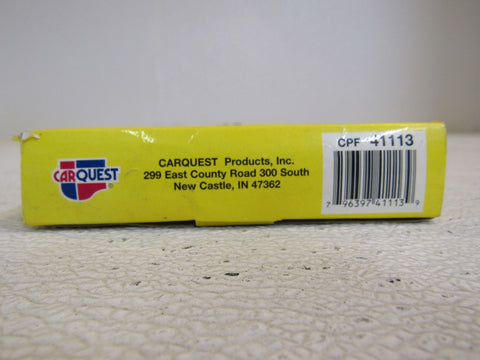 CARQUEST
CARQUEST Products, Inc.
299 East County Road 300 South
New Castle, IN 47362
CPF 41113
7 96397 41113 9